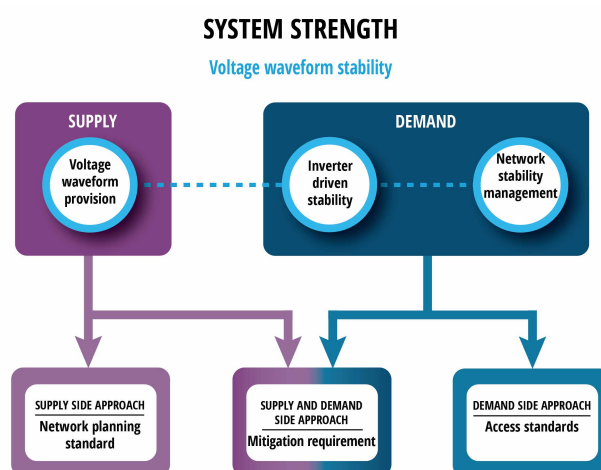 SYSTEM STRENGTH
Voltage waveform stability
SUPPLY
DEMAND
Voltage
waveform
provision
Inverter
driven
stability
Network
stability
management
SUPPLY SIDE APPROACH
Network planning
standard
SUPPLY AND DEMAND
SIDE APPROACH
Mitigation requirement
DEMAND SIDE APPROACH
Access standards